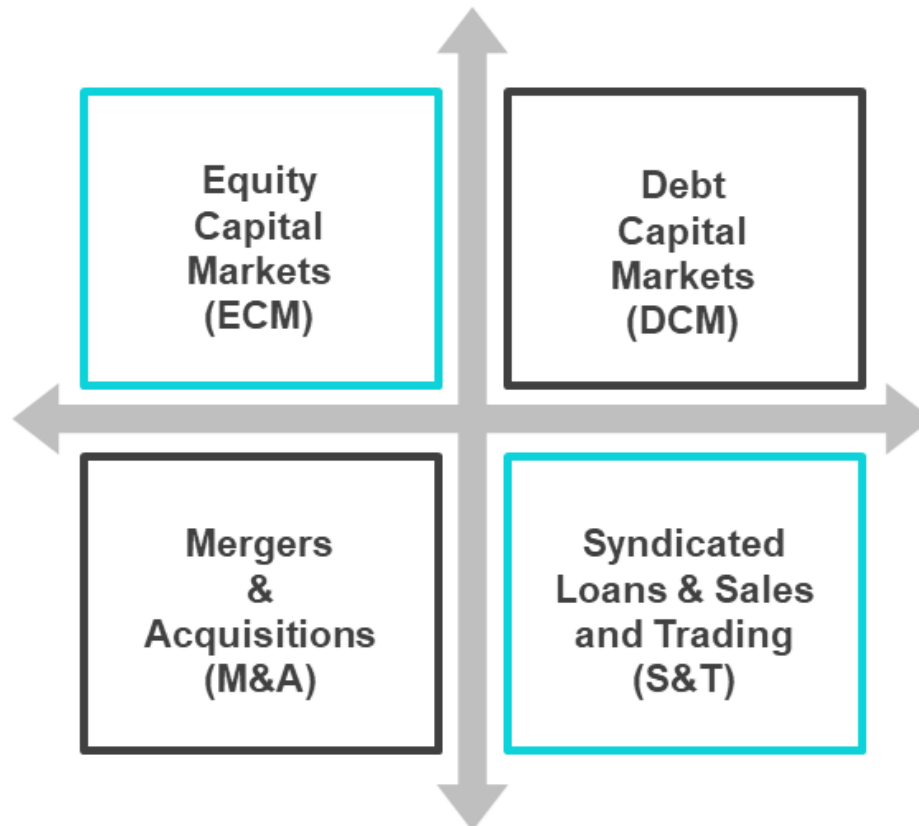 Equity
Capital
Markets
(ECM)
Debt
Capital
Markets
(DCM)
Mergers
&
Acquisitions
(M&A)
Syndicated
Loans & Sales
and Trading
(S&T)